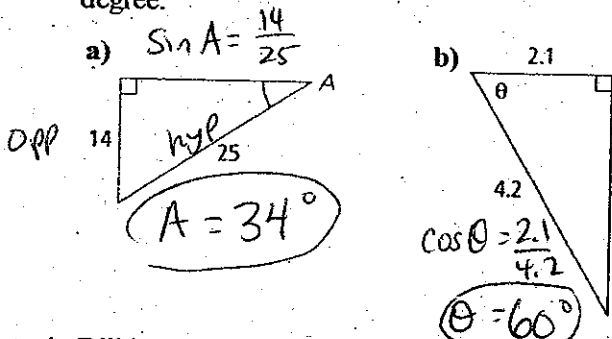 degree.
a) Sin A = 14/25
A
opp 14
hyp
25
A = 34°
b) 2.1
θ
4.2
cos θ = 2.1/4.2
θ = 60°